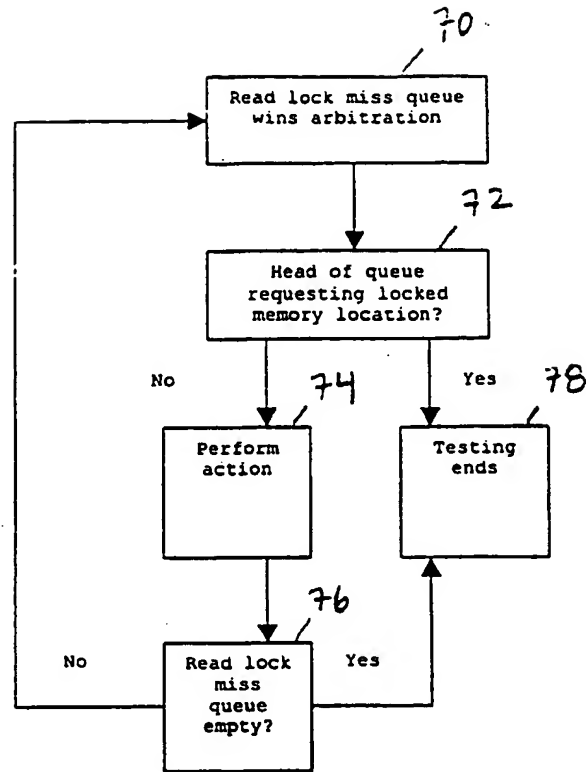 70
Read lock miss queue
wins arbitration
72
Head of queue
requesting locked
memory location?
No
74
Yes
78
Perform
action
Testing
ends
76
No
Read lock
miss
queue
empty?
Yes